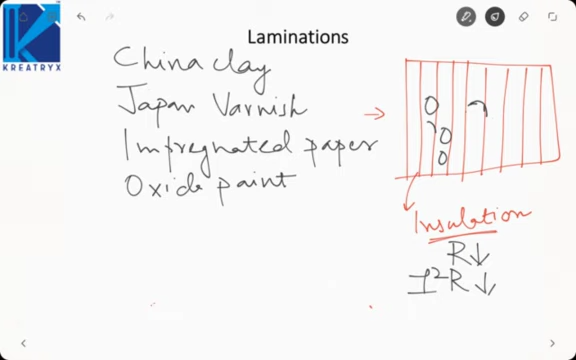 KREATRYX
Laminations
China clay
Japan Varnish
Impregnated paper
Oxide paint
Insulation
R↓
I²R↓